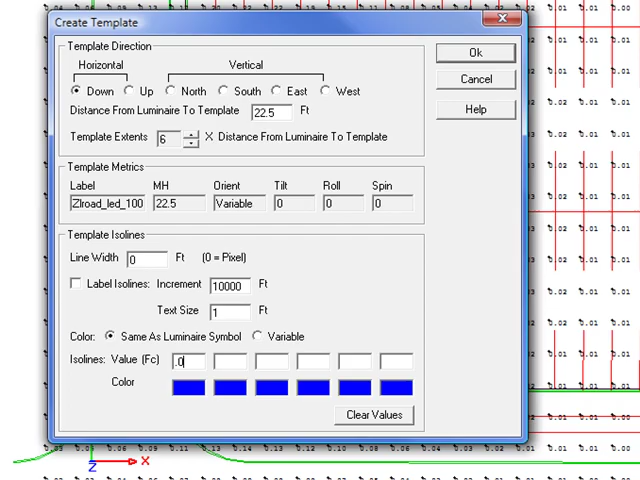 Create Template
Template Direction
Horizontal Vertical
Down Up North South East West
Distance From Luminaire To Template 22.5 Ft
Template Extents 6 X Distance From Luminaire To Template
Template Metrics
Label MH Orient Tilt Roll Spin
Zlroad_led_100 22.5 Variable 0 0 0
Template Isolines
Line Width 0 Ft (0 = Pixel)
Label Isolines: Increment 10000 Ft
Text Size 1 Ft
Color: Same As Luminaire Symbol Variable
Isolines: Value (Fc) .0
Color
Clear Values
Ok
Cancel
Help
Z X